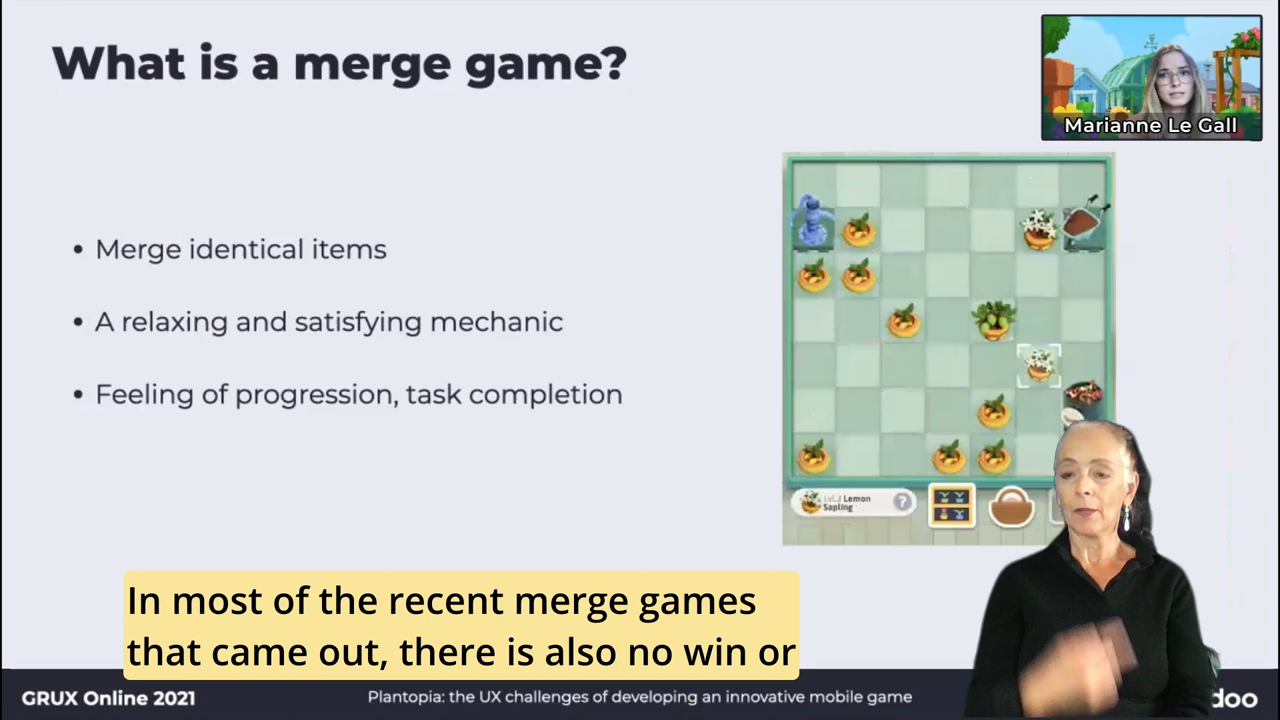 What is a merge game?
Marianne Le Gall
• Merge identical items
• A relaxing and satisfying mechanic
• Feeling of progression, task completion
Lvl.3 Lemon
Sapling
?
In most of the recent merge games
that came out, there is also no win or
GRUX Online 2021
Plantopia: the UX challenges of developing an innovative mobile game
doo